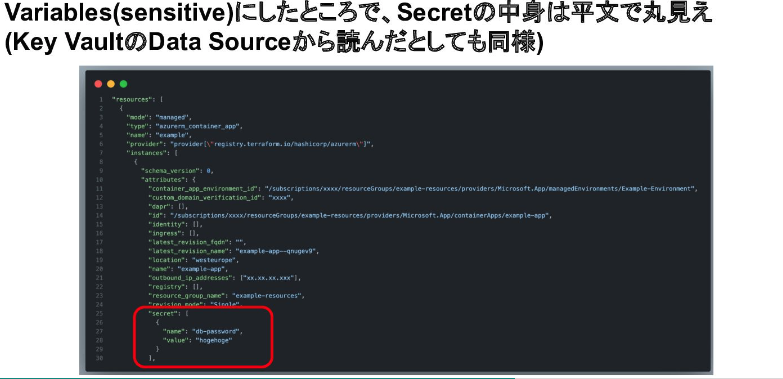 Variables(sensitive)にしたところで、Secretの中身は平文で丸見え
(Key VaultのData Sourceから読んだとしても同様)
1 "resources": [
2 {
3 "mode": "managed",
4 "type": "azurerm_container_app",
5 "name": "example",
6 "provider": "provider[\"registry.terraform.io/hashicorp/azurerm\"]",
7 "instances": [
8 {
9 "schema_version": 0,
10 "attributes": {
11 "container_app_environment_id": "/subscriptions/xxxx/resourceGroups/example-resources/providers/Microsoft.App/managedEnvironments/Example-Environment",
12 "custom_domain_verification_id": "xxxx",
13 "dapr": [],
14 "id": "/subscriptions/xxxx/resourceGroups/example-resources/providers/Microsoft.App/containerApps/example-app",
15 "identity": [],
16 "ingress": [],
17 "latest_revision_fqdn": "",
18 "latest_revision_name": "example-app--qnugev9",
19 "location": "westeurope",
20 "name": "example-app",
21 "outbound_ip_addresses": ["xx.xx.xx.xxx"],
22 "registry": [],
23 "resource_group_name": "example-resources",
24 "revision_mode": "Single",
25 "secret": [
26 {
27 "name": "db-password",
28 "value": "hogehoge"
29 }
30 ],